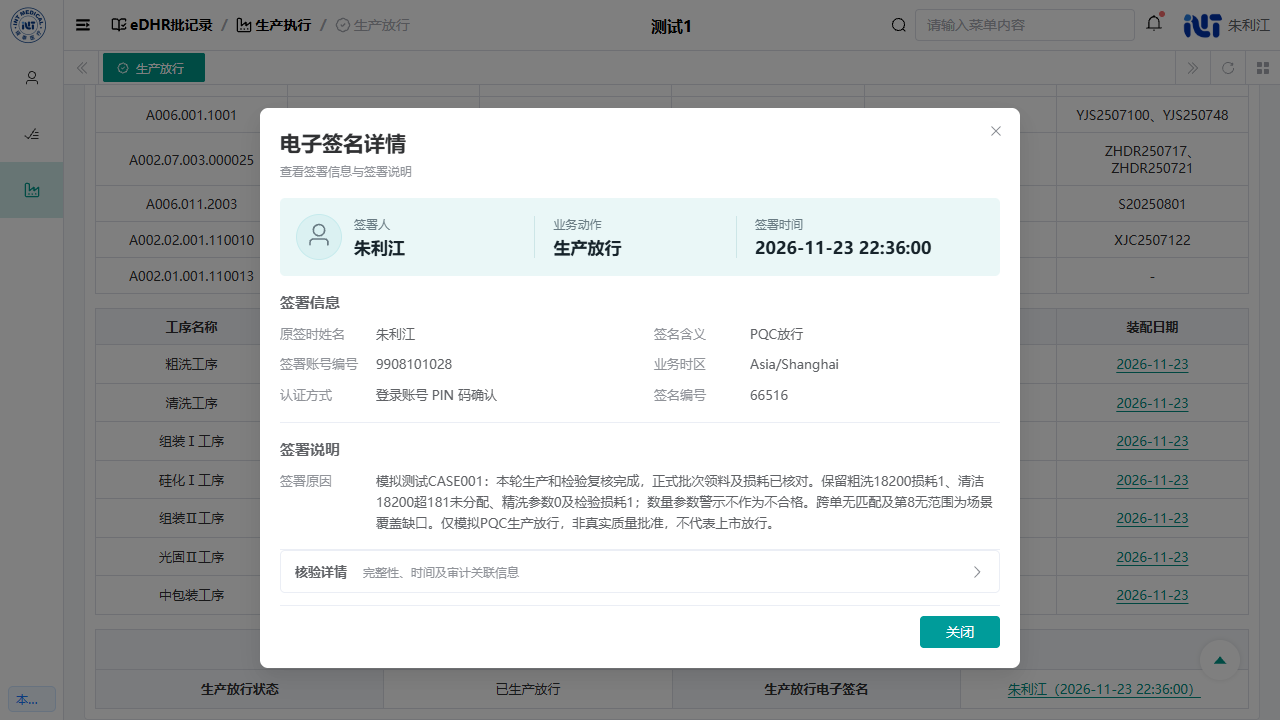 eDHR批记录 / 生产执行 / 生产放行
测试1
请输入菜单内容
朱利江
生产放行
A006.001.1001
YJS2507100、YJS250748
A002.07.003.000025
ZHDR250717、
ZHDR250721
A006.011.2003
S20250801
A002.02.001.110010
XJC2507122
A002.01.001.110013
-
工序名称
装配日期
粗洗工序
2026-11-23
清洗工序
2026-11-23
组装Ⅰ工序
2026-11-23
硅化Ⅰ工序
2026-11-23
组装Ⅱ工序
2026-11-23
光固Ⅱ工序
2026-11-23
中包装工序
2026-11-23
生产放行状态
已生产放行
生产放行电子签名
朱利江（2026-11-23 22:36:00）
本...
电子签名详情
查看签署信息与签署说明
签署人
朱利江
业务动作
生产放行
签署时间
2026-11-23 22:36:00
签署信息
原签时姓名 朱利江
签名含义 PQC放行
签署账号编号 9908101028
业务时区 Asia/Shanghai
认证方式 登录账号 PIN 码确认
签名编号 66516
签署说明
签署原因
模拟测试CASE001：本轮生产和检验复核完成，正式批次领料及损耗已核对。保留粗洗18200损耗1、清洁
18200超181未分配、精洗参数0及检验损耗1；数量参数警示不作为不合格。跨单无匹配及第8无范围为场景
覆盖缺口。仅模拟PQC生产放行，非真实质量批准，不代表上市放行。
核验详情 完整性、时间及审计关联信息
关闭